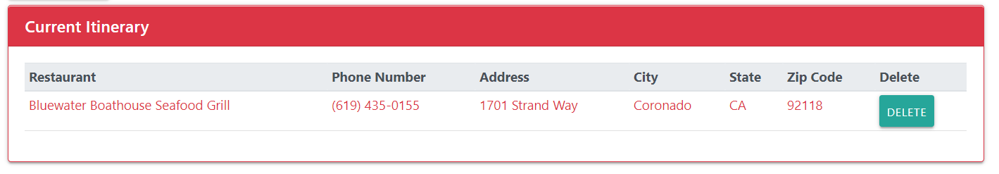 Current Itinerary
Restaurant Phone Number Address City State Zip Code Delete
Bluewater Boathouse Seafood Grill (619) 435-0155 1701 Strand Way Coronado CA 92118 DELETE